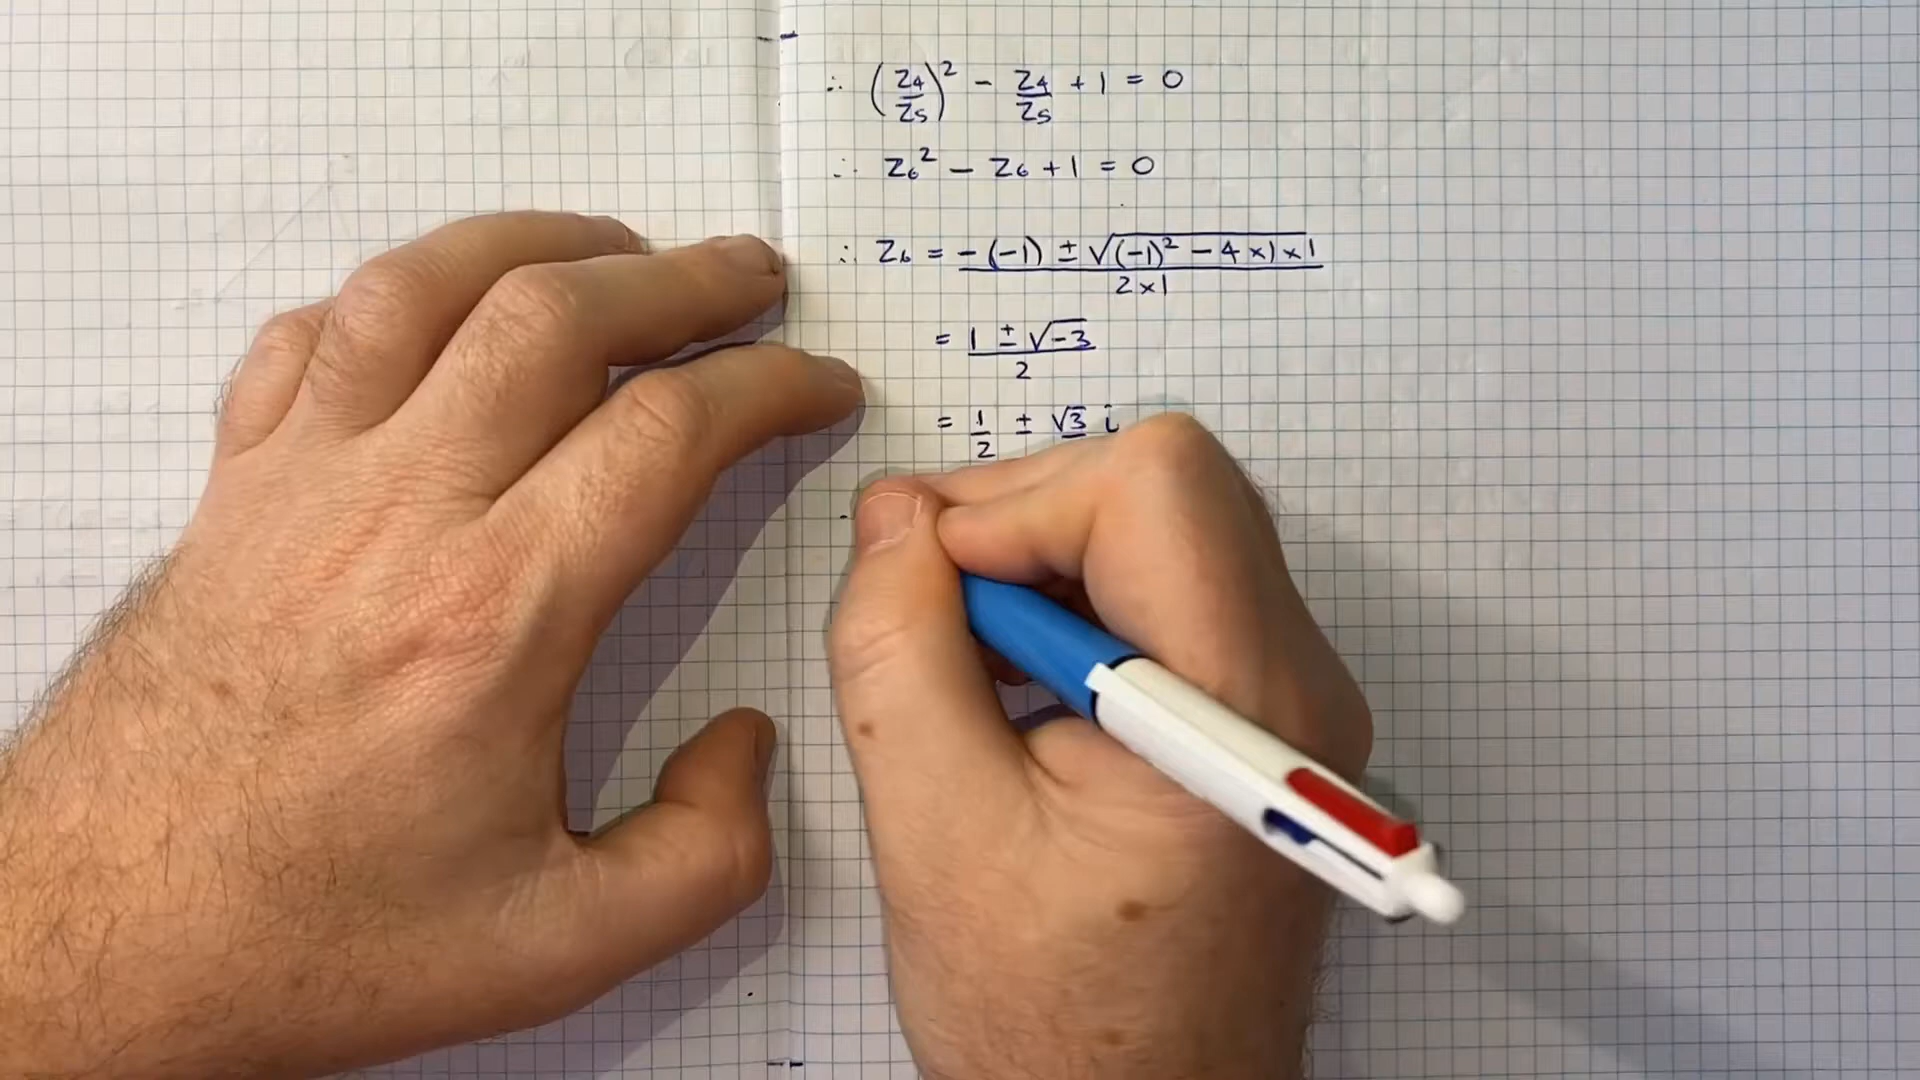 ∴ (Z4/Z5)² - Z4/Z5 + 1 = 0
∴ Z6² - Z6 + 1 = 0
∴ Z6 = (-(-1) ± √((-1)² - 4×1×1))/(2×1)
= (1 ± √-3)/2
= 1/2 ± √3 i